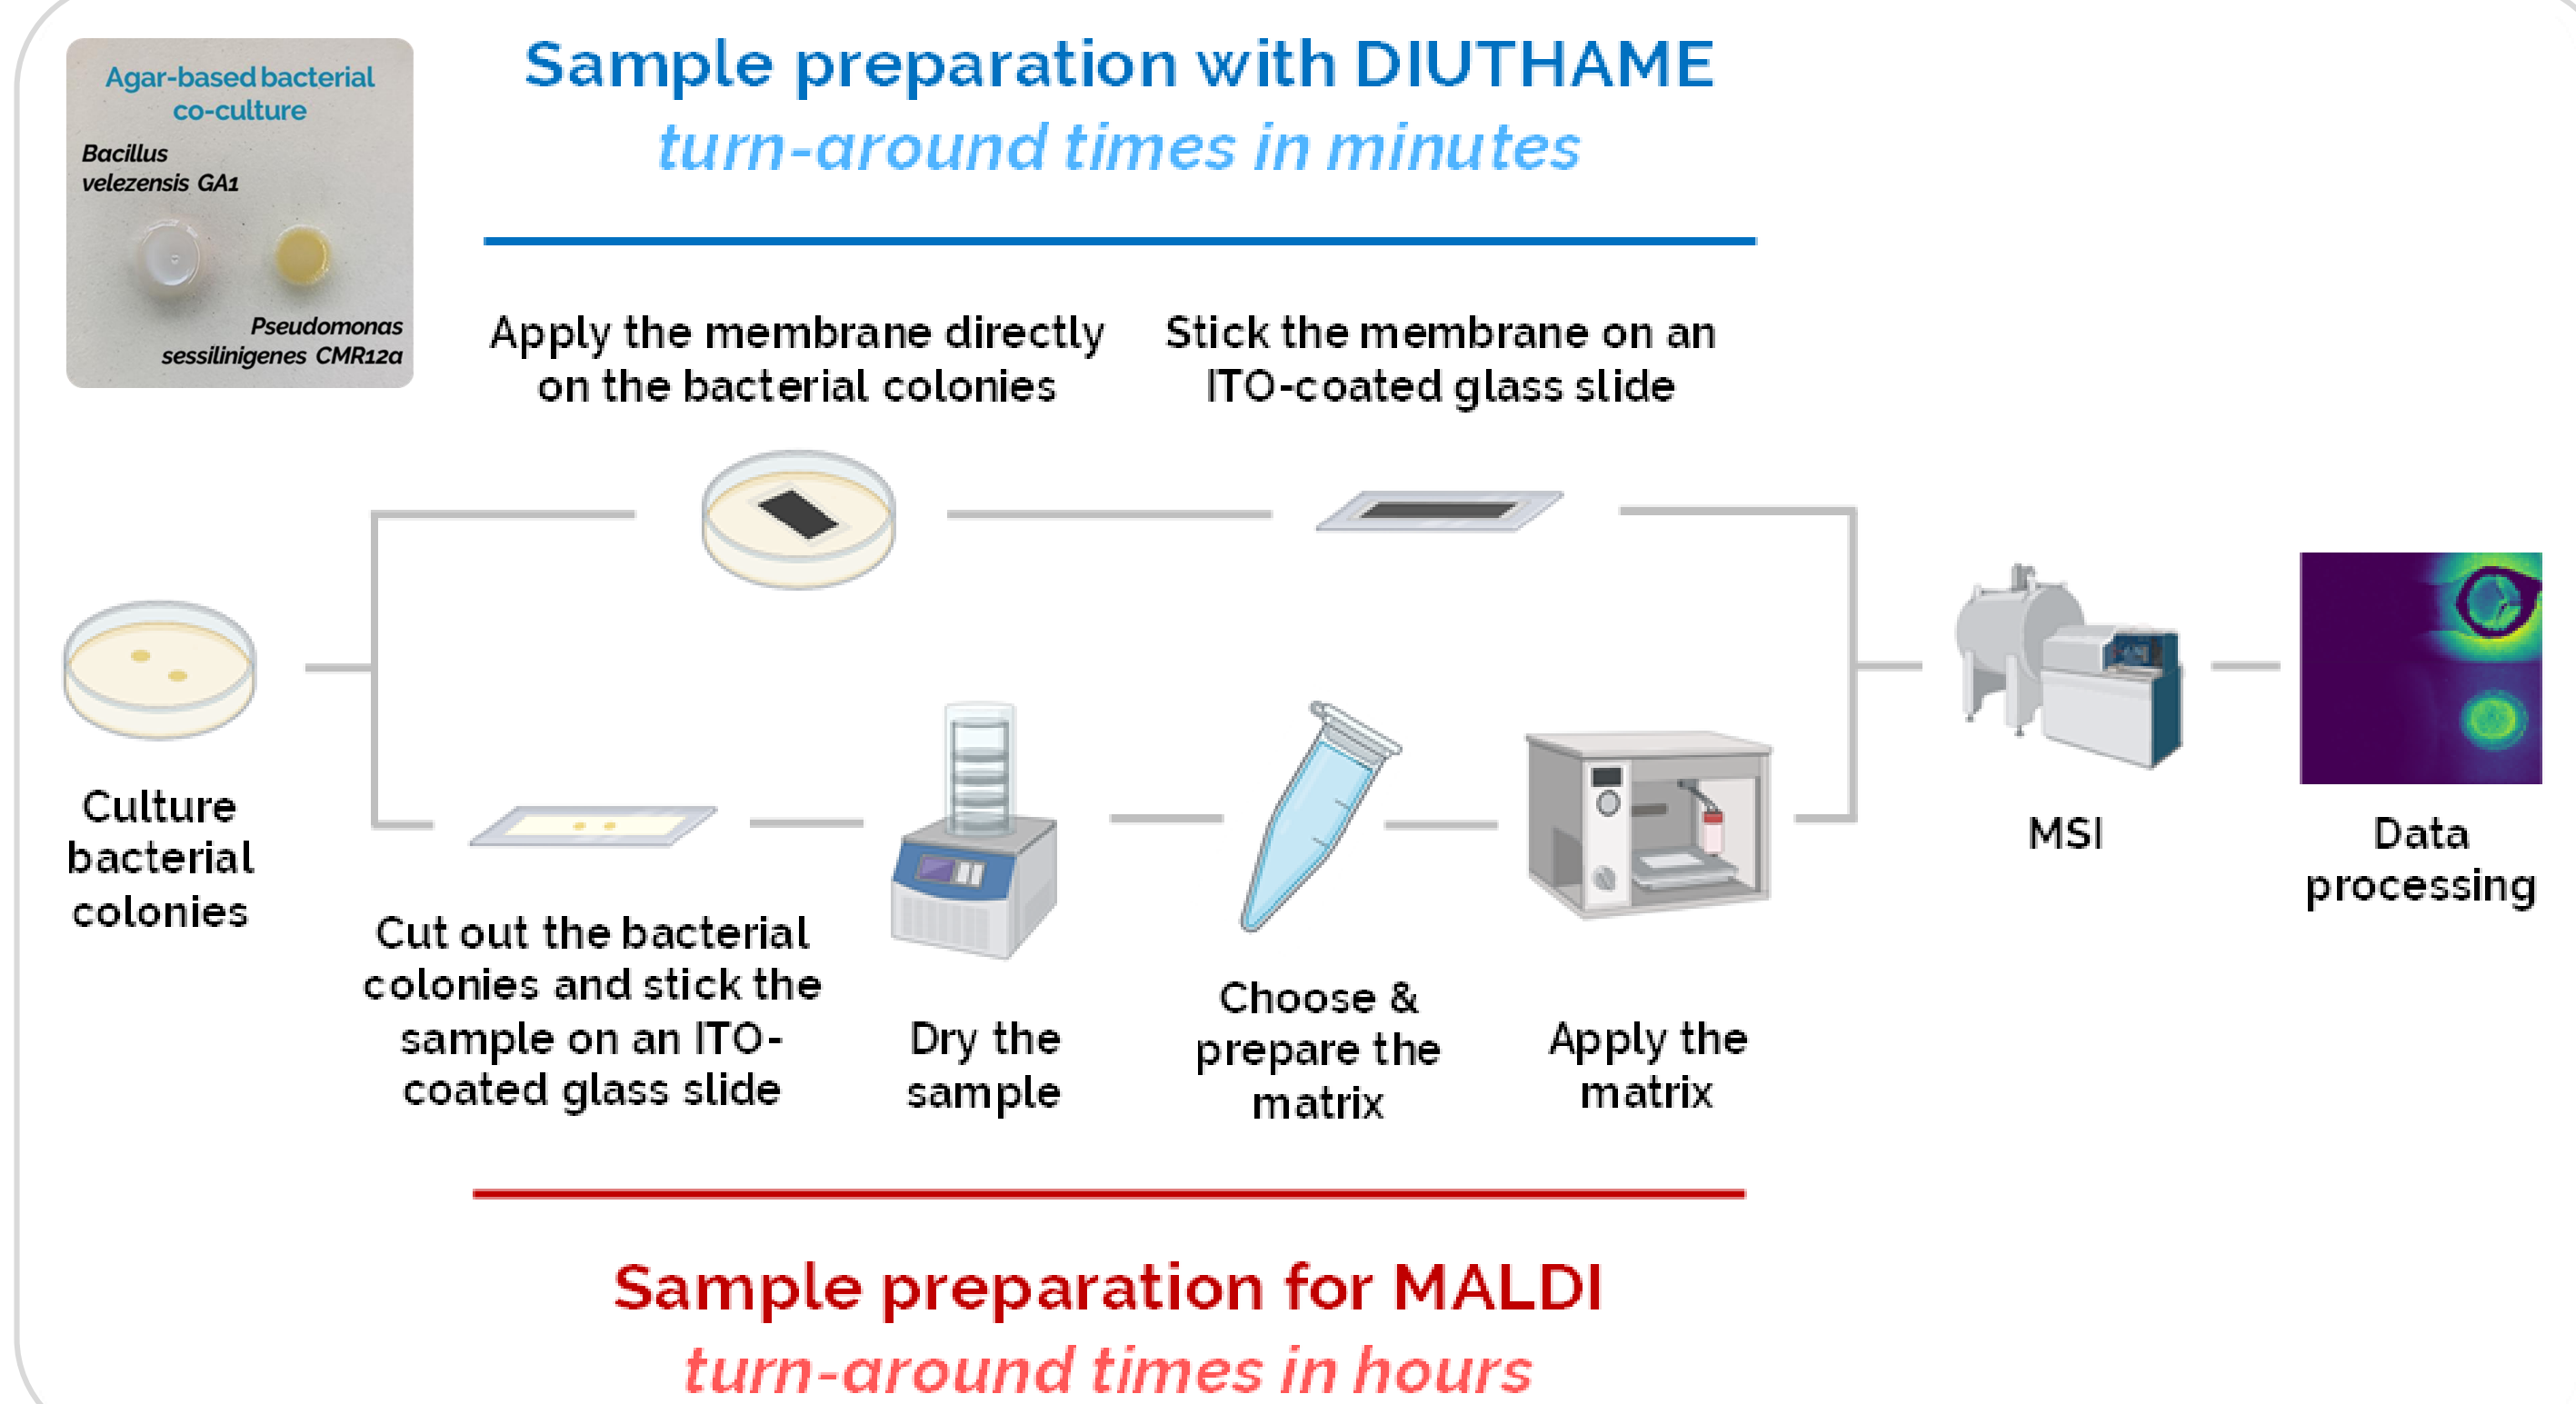 Agar-based bacterial
co-culture
Bacillus
velezensis GA1
Pseudomonas
sessilinigenes CMR12a
Sample preparation with DIUTHAME
turn-around times in minutes
Apply the membrane directly
on the bacterial colonies
Stick the membrane on an
ITO-coated glass slide
Culture
bacterial
colonies
Cut out the bacterial
colonies and stick the
sample on an ITO-
coated glass slide
Dry the
sample
Choose &
prepare the
matrix
Apply the
matrix
MSI
Data
processing
Sample preparation for MALDI
turn-around times in hours